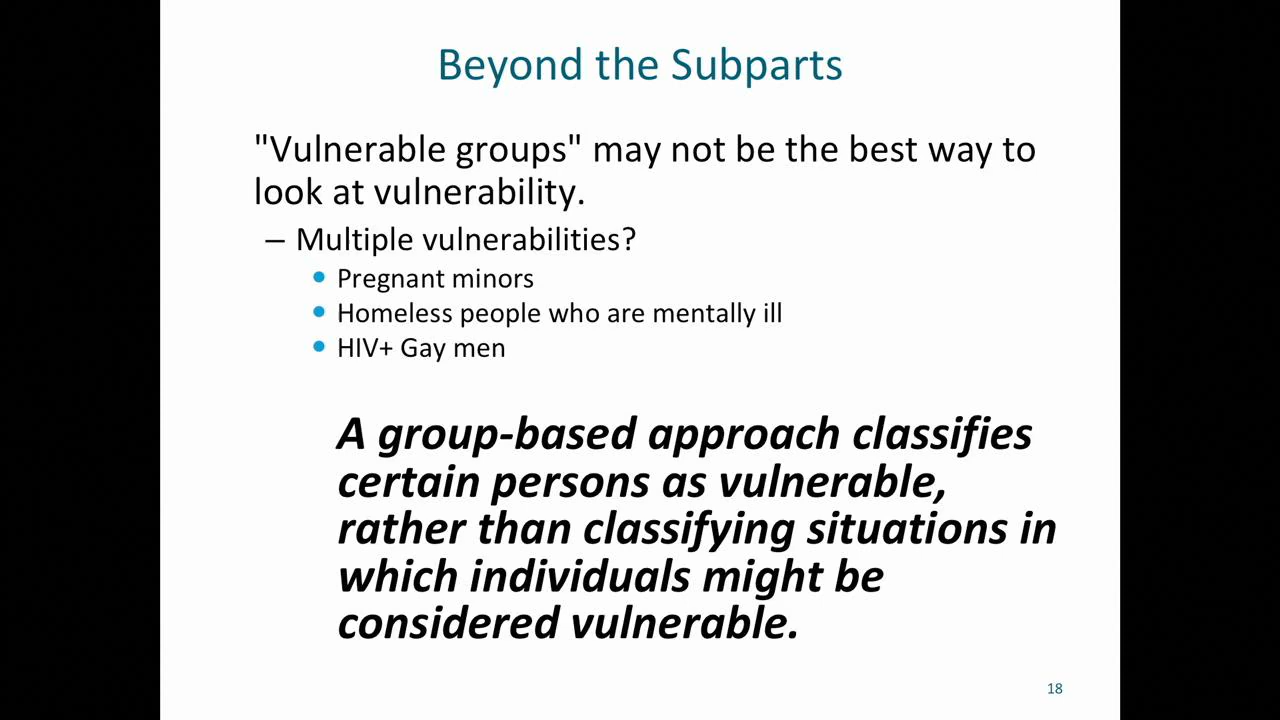 Beyond the Subparts
"Vulnerable groups" may not be the best way to
look at vulnerability.
– Multiple vulnerabilities?
• Pregnant minors
• Homeless people who are mentally ill
• HIV+ Gay men
A group-based approach classifies
certain persons as vulnerable,
rather than classifying situations in
which individuals might be
considered vulnerable.
18